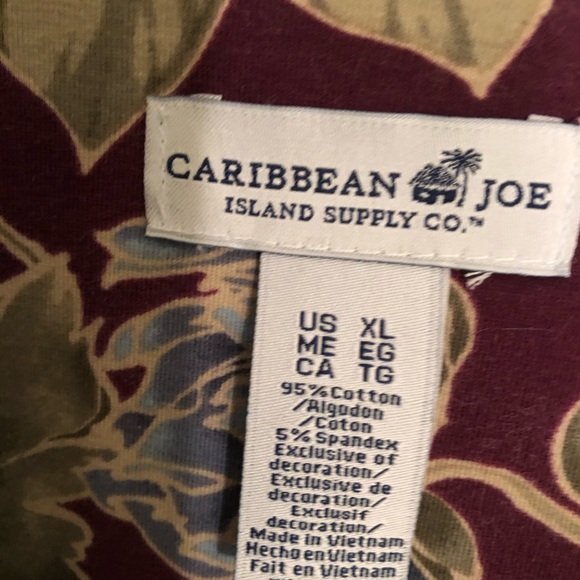 CARIBBEAN JOE
ISLAND SUPPLY CO.™
US XL
ME EG
CA TG
95%Cotton
/Algodon
/Coton
5% Spandex
Exclusive of
decoration/
Exclusive de
decoration/
Exclusif
decoration/
Made in Vietnam
Hecho en Vietnam
Fait en Vietnam